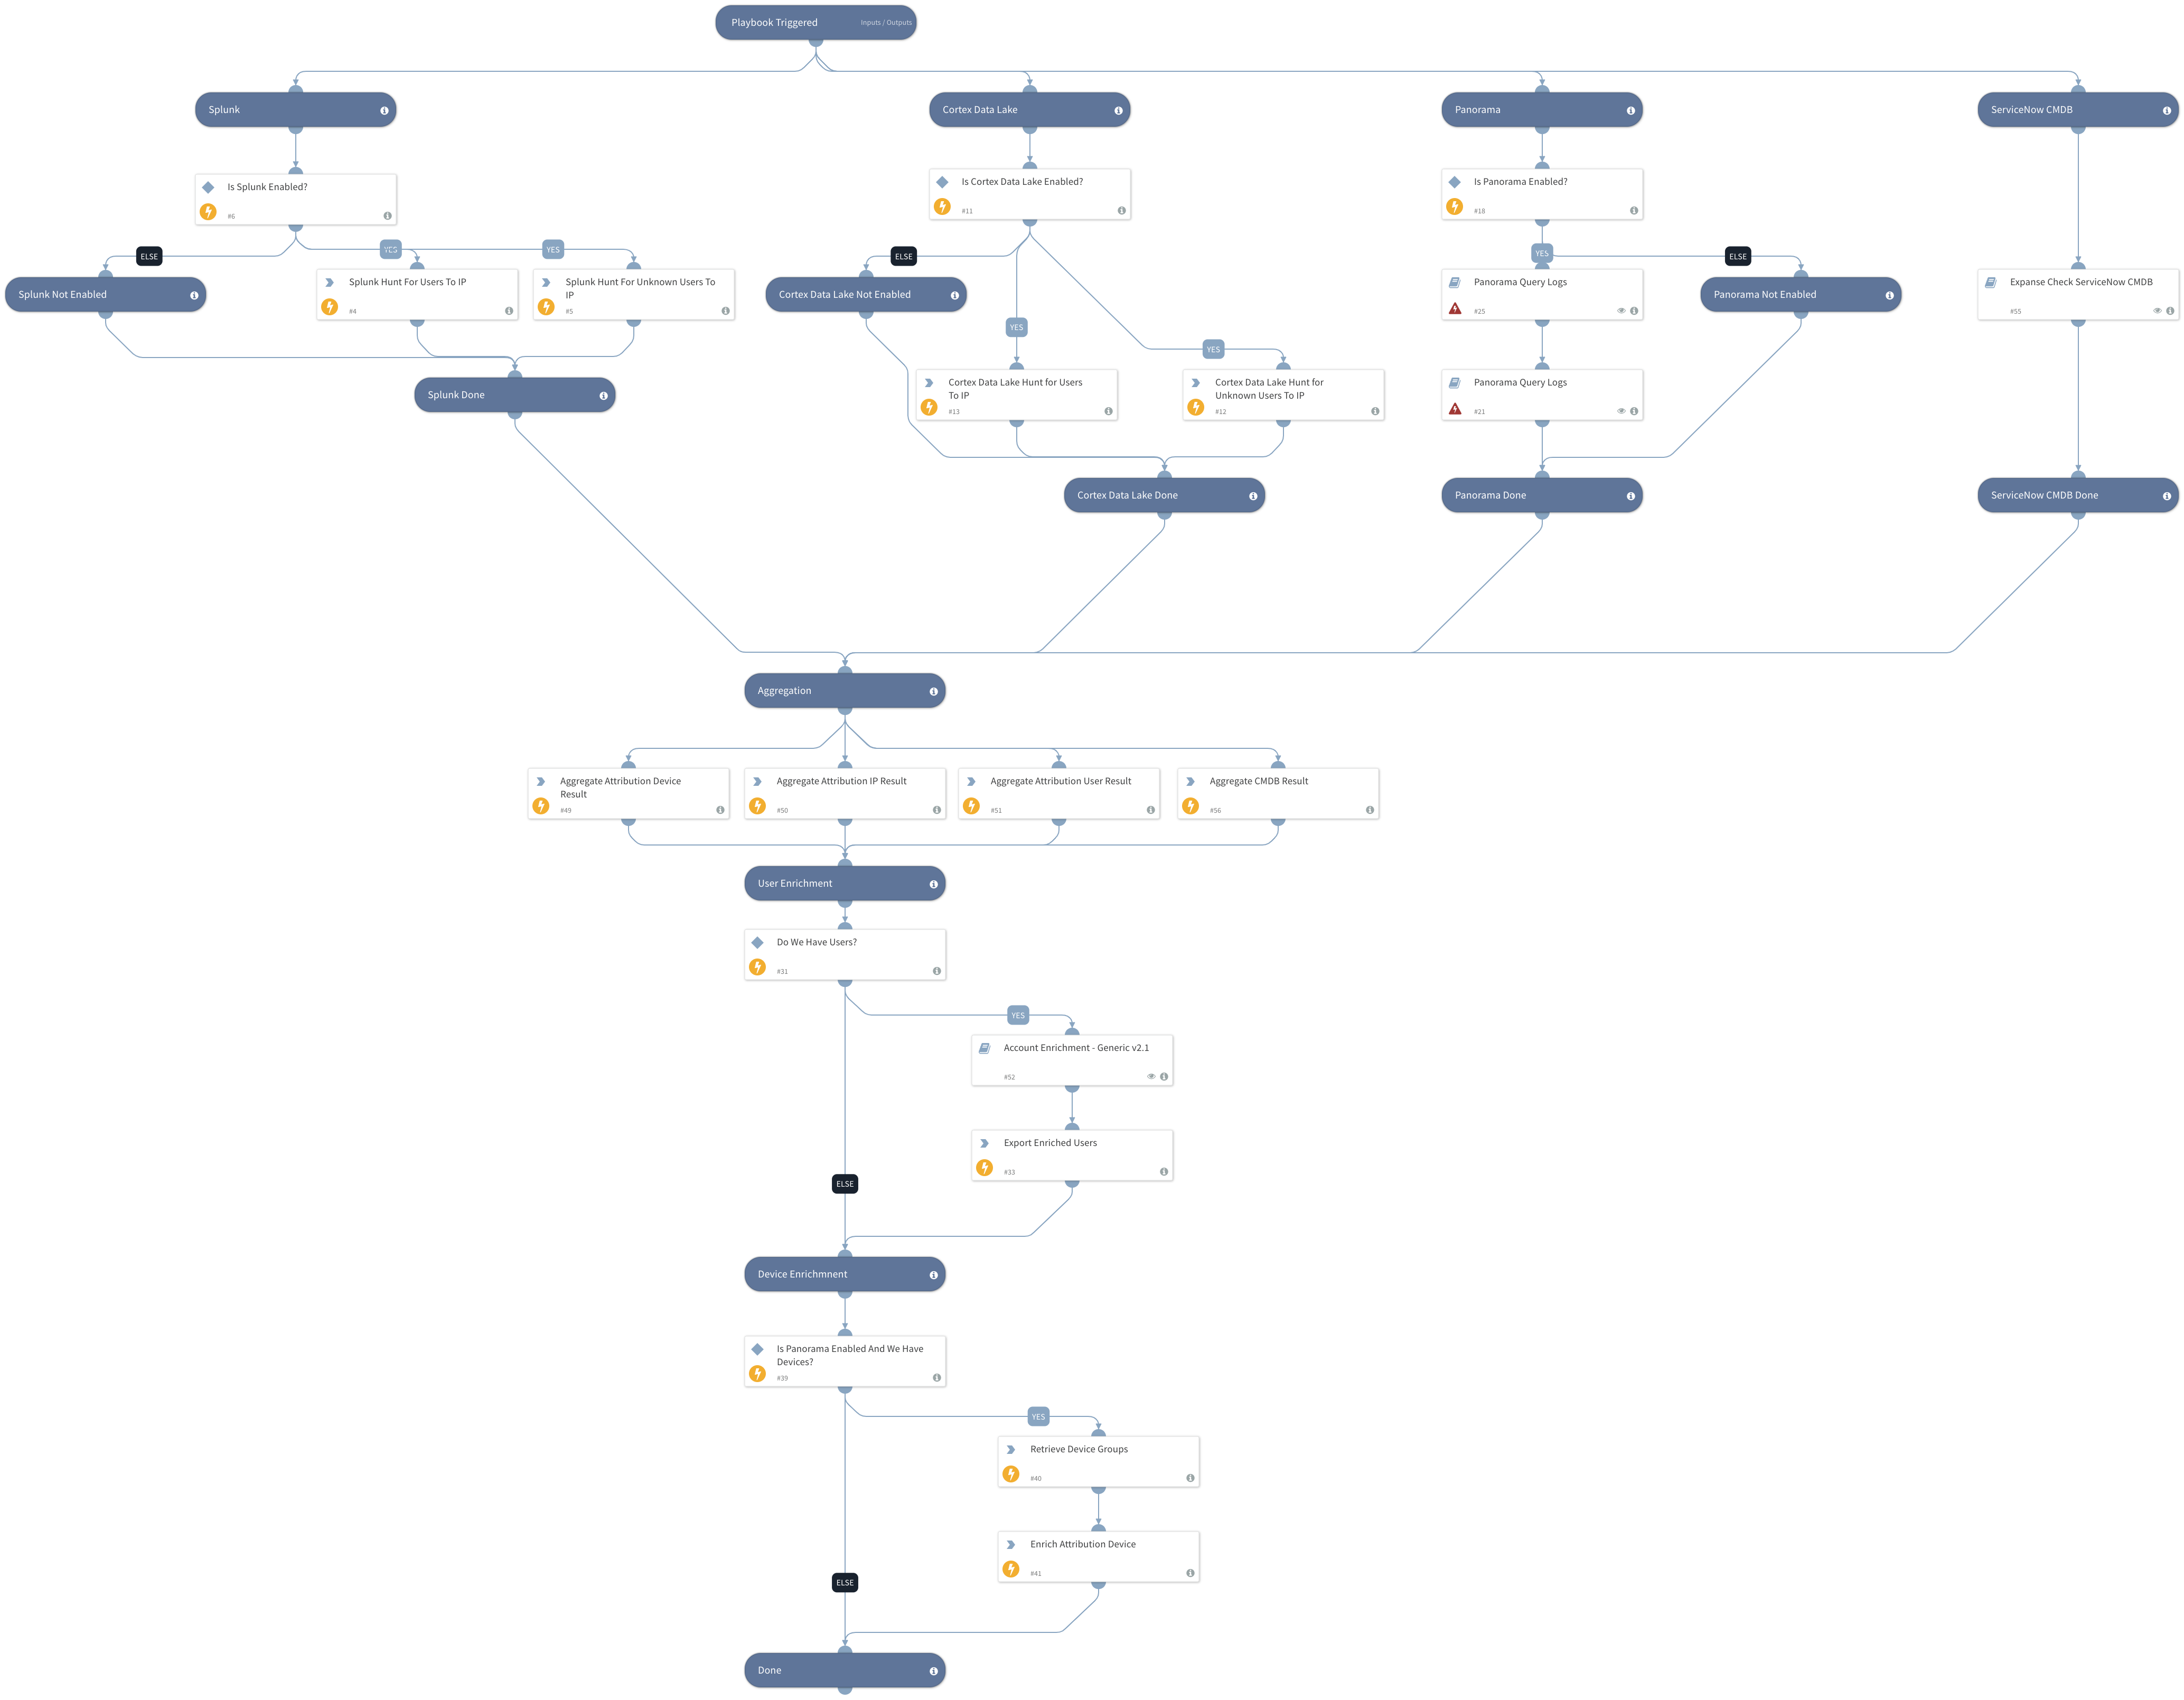 Playbook Triggered
Inputs / Outputs
Splunk
Cortex Data Lake
Panorama
ServiceNow CMDB
Is Splunk Enabled?
#6
Is Cortex Data Lake Enabled?
#11
Is Panorama Enabled?
#18
ELSE
YES
YES
ELSE
YES
ELSE
Splunk Not Enabled
Splunk Hunt For Users To IP
#4
Splunk Hunt For Unknown Users To
IP
#5
Cortex Data Lake Not Enabled
Panorama Query Logs
#25
Panorama Not Enabled
Expanse Check ServiceNow CMDB
#55
YES
YES
Splunk Done
Cortex Data Lake Hunt for Users
To IP
#13
Cortex Data Lake Hunt for
Unknown Users To IP
#12
Panorama Query Logs
#21
Cortex Data Lake Done
Panorama Done
ServiceNow CMDB Done
Aggregation
Aggregate Attribution Device
Result
#49
Aggregate Attribution IP Result
#50
Aggregate Attribution User Result
#51
Aggregate CMDB Result
#56
User Enrichment
Do We Have Users?
#31
YES
Account Enrichment - Generic v2.1
#52
Export Enriched Users
#33
ELSE
Device Enrichmnent
Is Panorama Enabled And We Have
Devices?
#39
YES
Retrieve Device Groups
#40
Enrich Attribution Device
#41
ELSE
Done